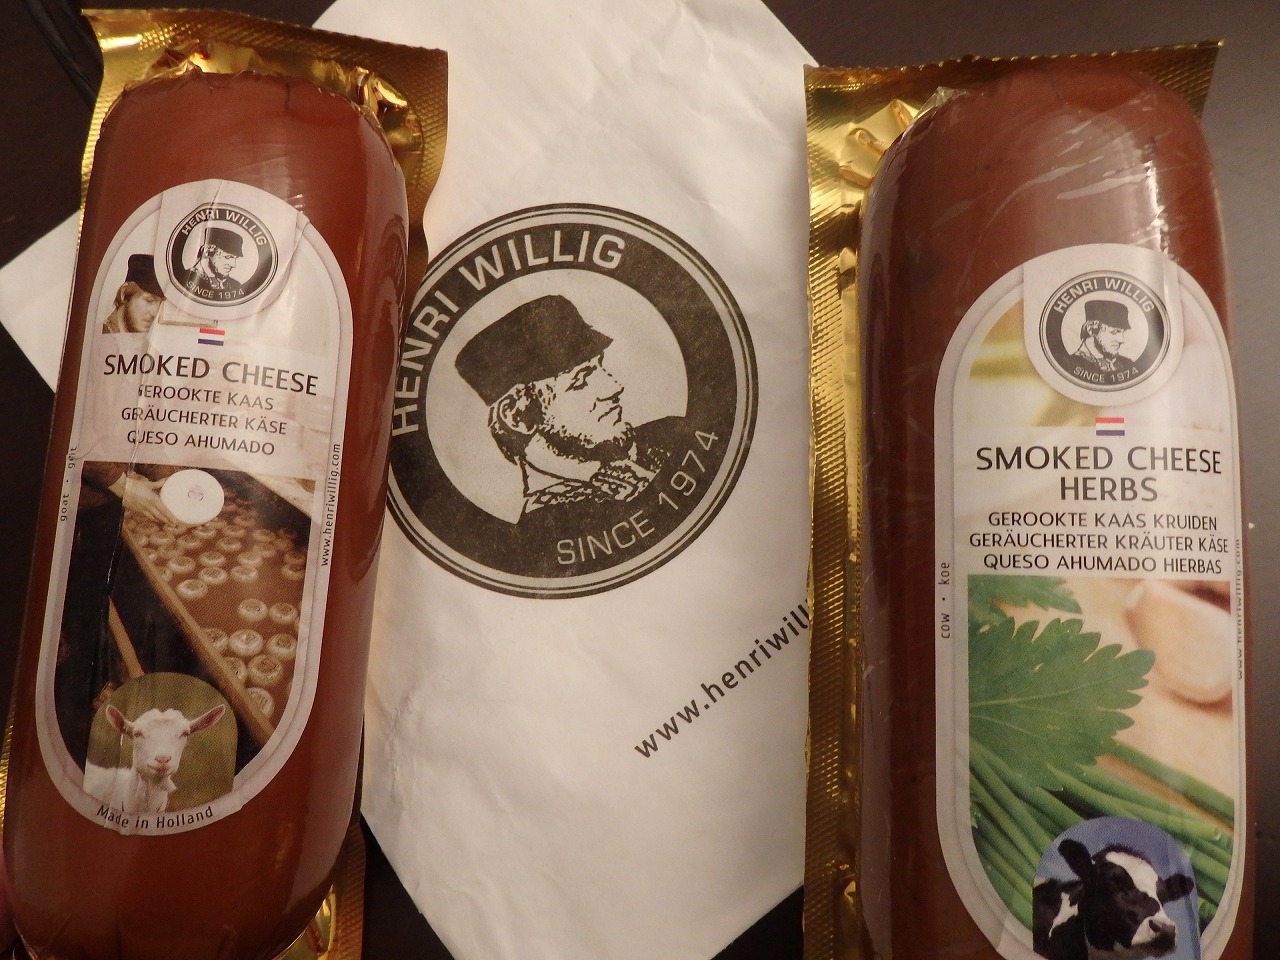 HENRI WILLIG
SINCE 1974
SMOKED CHEESE
GEROOKTE KAAS
GERÄUCHERTER KÄSE
QUESO AHUMADO
goat • geit
www.henriwillig.com
Made in Holland
HENRI WILLIG
SINCE 1974
www.henriwill
HENRI WILLIG
SINCE 1974
SMOKED CHEESE
HERBS
GEROOKTE KAAS KRUIDEN
GERÄUCHERTER KRÄUTER KÄSE
QUESO AHUMADO HIERBAS
cow • koe
www.henriwillig.com